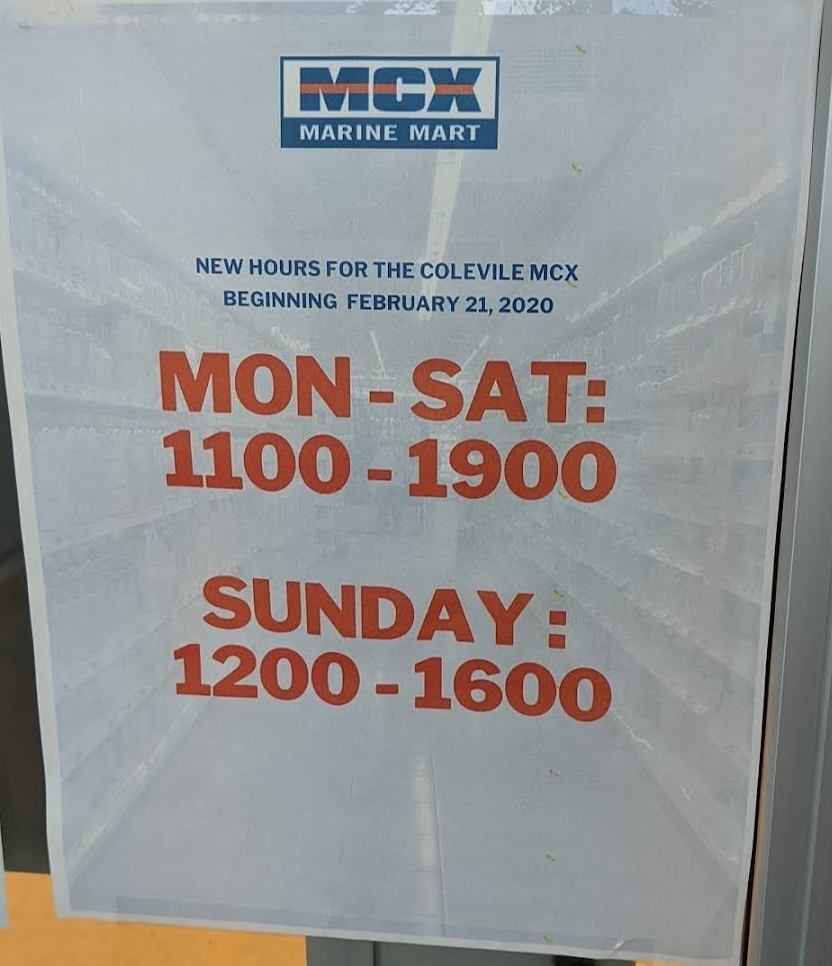 MCX
MARINE MART
NEW HOURS FOR THE COLEVILE MCX
BEGINNING FEBRUARY 21, 2020
MON - SAT:
1100 - 1900
SUNDAY:
1200 - 1600